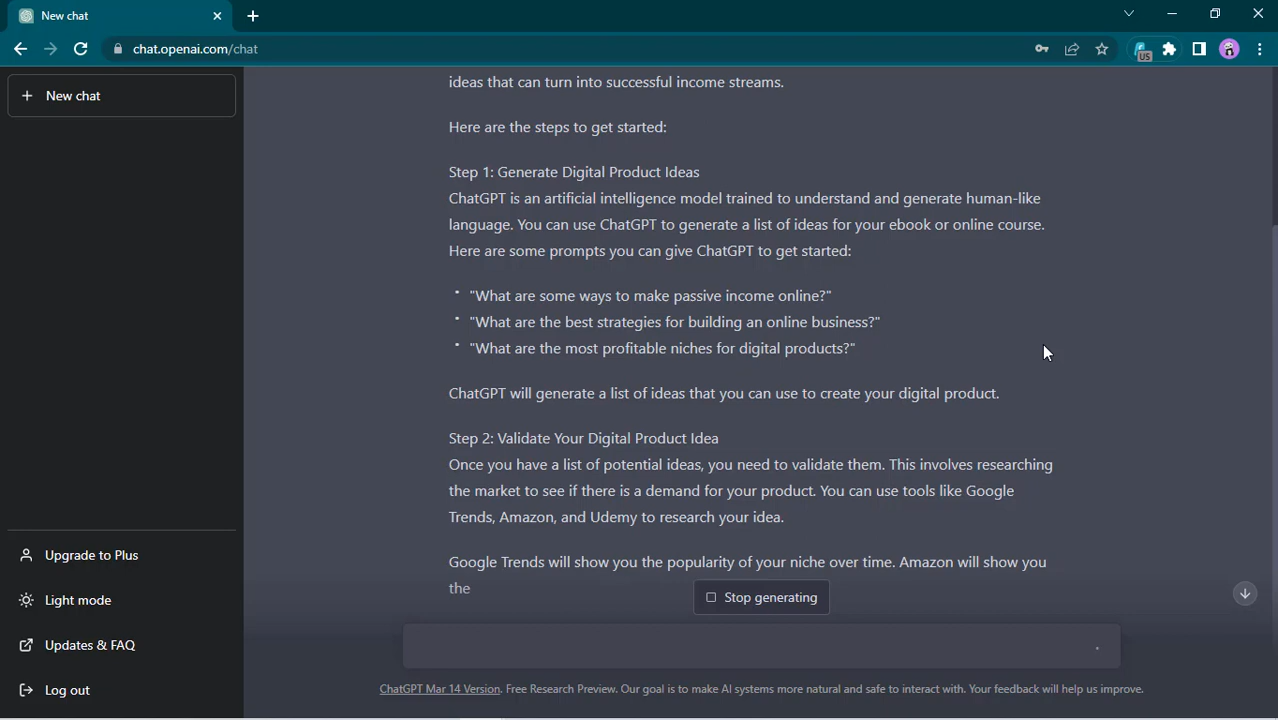 New chat
chat.openai.com/chat
US
New chat
ideas that can turn into successful income streams.
Here are the steps to get started:
Step 1: Generate Digital Product Ideas
ChatGPT is an artificial intelligence model trained to understand and generate human-like
language. You can use ChatGPT to generate a list of ideas for your ebook or online course.
Here are some prompts you can give ChatGPT to get started:
• "What are some ways to make passive income online?"
• "What are the best strategies for building an online business?"
• "What are the most profitable niches for digital products?"
ChatGPT will generate a list of ideas that you can use to create your digital product.
Step 2: Validate Your Digital Product Idea
Once you have a list of potential ideas, you need to validate them. This involves researching
the market to see if there is a demand for your product. You can use tools like Google
Trends, Amazon, and Udemy to research your idea.
Google Trends will show you the popularity of your niche over time. Amazon will show you
the
Stop generating
Upgrade to Plus
Light mode
Updates & FAQ
Log out
ChatGPT Mar 14 Version. Free Research Preview. Our goal is to make AI systems more natural and safe to interact with. Your feedback will help us improve.